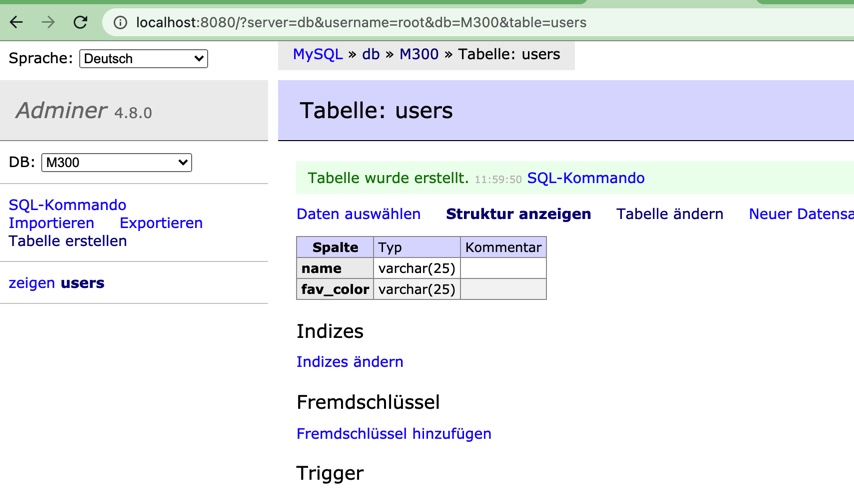 localhost:8080/?server=db&username=root&db=M300&table=users
Sprache: Deutsch
MySQL » db » M300 » Tabelle: users
Adminer 4.8.0
Tabelle: users
DB: M300
Tabelle wurde erstellt. 11:59:50 SQL-Kommando
SQL-Kommando
Importieren Exportieren
Tabelle erstellen
Daten auswählen Struktur anzeigen Tabelle ändern Neuer Datensa
zeigen users
Spalte Typ Kommentar
name varchar(25)
fav_color varchar(25)
Indizes
Indizes ändern
Fremdschlüssel
Fremdschlüssel hinzufügen
Trigger